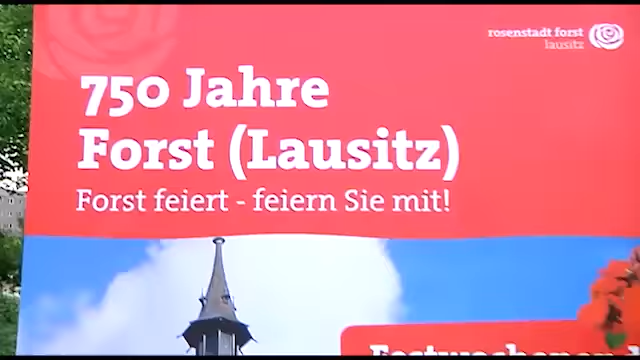 rosenstadt forst
lausitz
750 Jahre
Forst (Lausitz)
Forst feiert - feiern Sie mit!